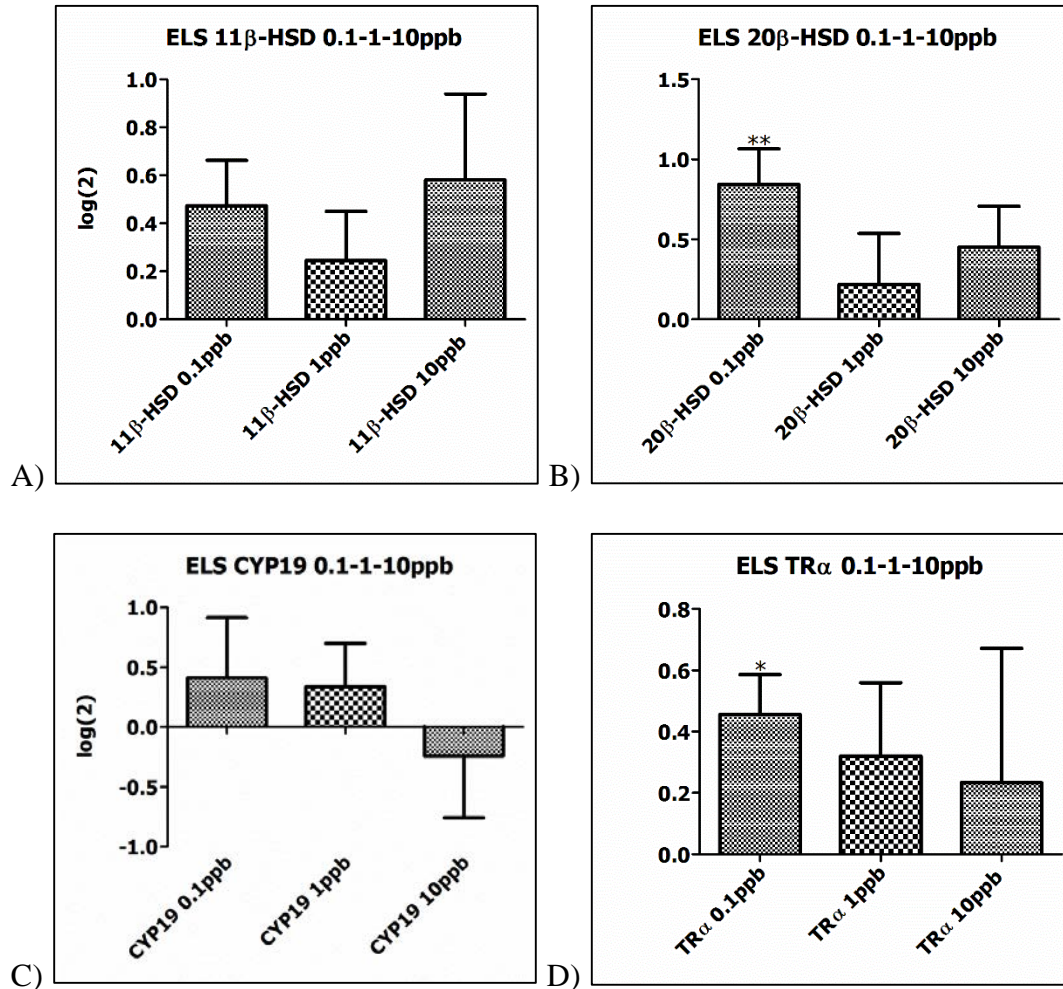 ELS 11β-HSD 0.1-1-10ppb
1.0
0.8
0.6
0.4
0.2
0.0
log(2)
11β-HSD 0.1ppb
11β-HSD 1ppb
11β-HSD 10ppb
A)
ELS 20β-HSD 0.1-1-10ppb
1.5
1.0
0.5
0.0
**
20β-HSD 0.1ppb
20β-HSD 1ppb
20β-HSD 10ppb
B)
ELS CYP19 0.1-1-10ppb
1.0
0.5
0.0
-0.5
-1.0
log(2)
CYP19 0.1ppb
CYP19 1ppb
CYP19 10ppb
C)
ELS TRα 0.1-1-10ppb
0.8
0.6
0.4
0.2
0.0
*
TRα 0.1ppb
TRα 1ppb
TRα 10ppb
D)